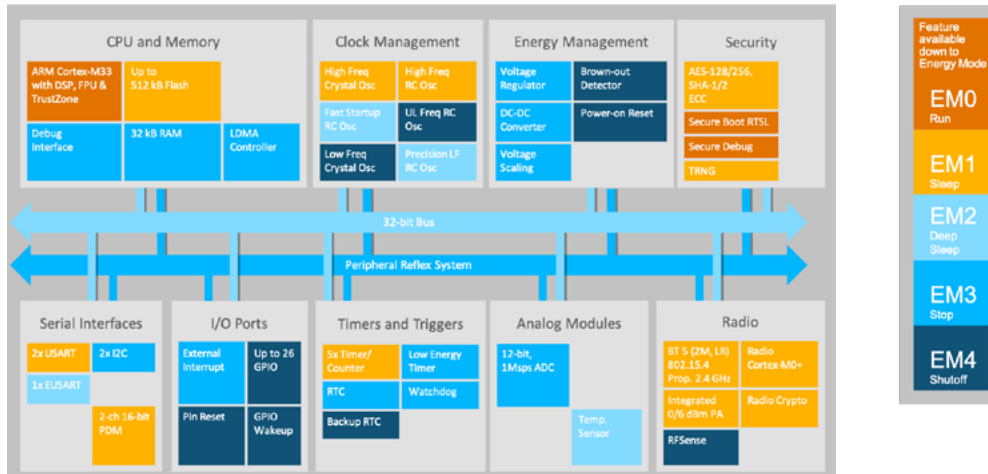 CPU and Memory
ARM Cortex-M33
with DSP, FPU &
TrustZone
Up to
512 kB Flash
Debug
Interface
32 kB RAM
LDMA
Controller
Clock Management
High Freq
Crystal Osc
High Freq
RC Osc
Fast Startup
RC Osc
UL Freq RC
Osc
Low Freq
Crystal Osc
Precision LF
RC Osc
Energy Management
Voltage
Regulator
Brown-out
Detector
DC-DC
Converter
Power-on Reset
Voltage
Scaling
Security
AES-128/256,
SHA-1/2
ECC
Secure Boot RTSL
Secure Debug
TRNG
32-bit Bus
Peripheral Reflex System
Serial Interfaces
2x USART
2x I2C
1x EUSART
2-ch 16-bit
PDM
I/O Ports
External
Interrupt
Up to 26
GPIO
Pin Reset
GPIO
Wakeup
Timers and Triggers
5x Timer/
Counter
Low Energy
Timer
RTC
Watchdog
Backup RTC
Analog Modules
12-bit,
1Msps ADC
Temp.
Sensor
Radio
BT 5 (2M, LR)
802.15.4
Prop. 2.4 GHz
Radio
Cortex-M0+
Integrated
0/6 dBm PA
Radio Crypto
RFSense
Feature
available
down to
Energy Mode
EM0
Run
EM1
Sleep
EM2
Deep
Sleep
EM3
Stop
EM4
Shutoff